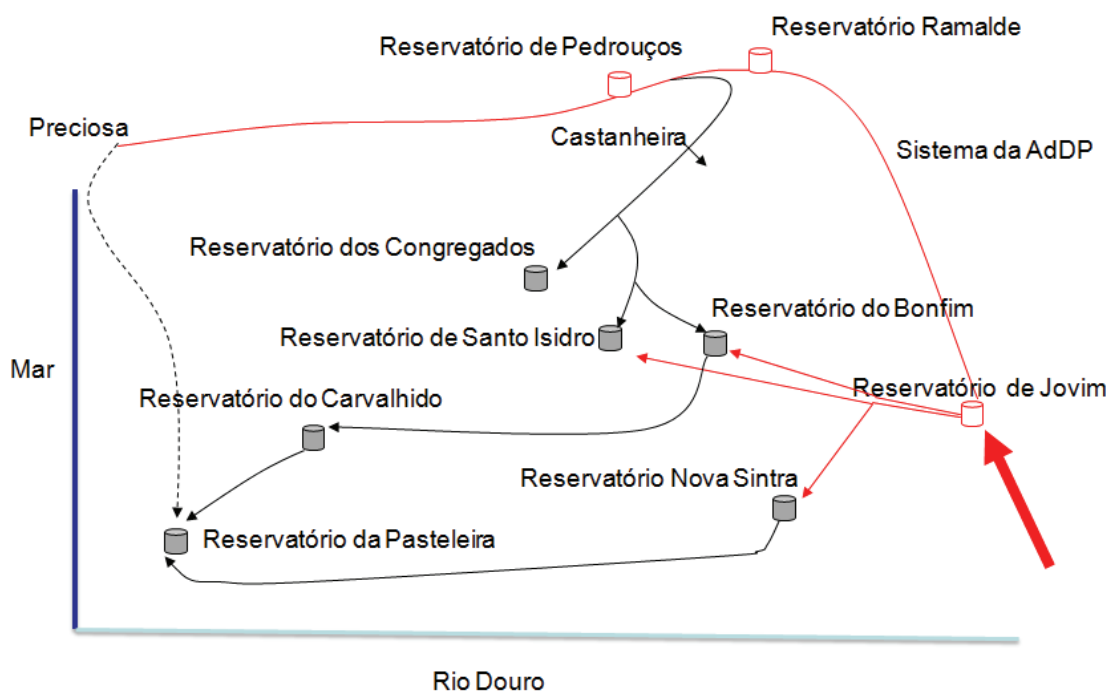 Reservatório Ramalde
Reservatório de Pedrouços
Preciosa
Castanheira
Sistema da AdDP
Reservatório dos Congregados
Reservatório do Bonfim
Reservatório de Santo Isidro
Mar
Reservatório do Carvalhido
Reservatório de Jovim
Reservatório Nova Sintra
Reservatório da Pasteleira
Rio Douro